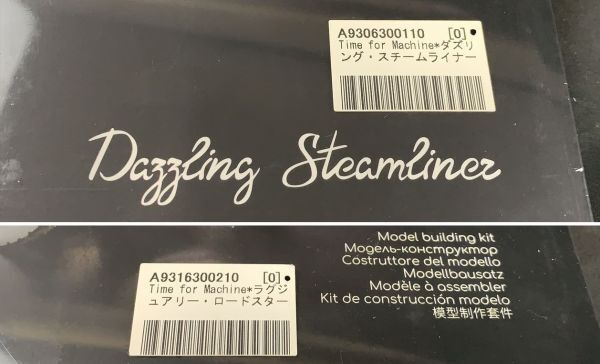 A9306300110 [0]
Time for Machine*ダズリ
ング・スチームライナー
Dazzling Steamliner
Model building kit
Модель-конструктор
Costruttore del modello
Modellbausatz
Modèle à assembler
Kit de construcción modelo
模型制作套件
A9316300210 [0]
Time for Machine*ラグジ
ュアリー・ロードスター